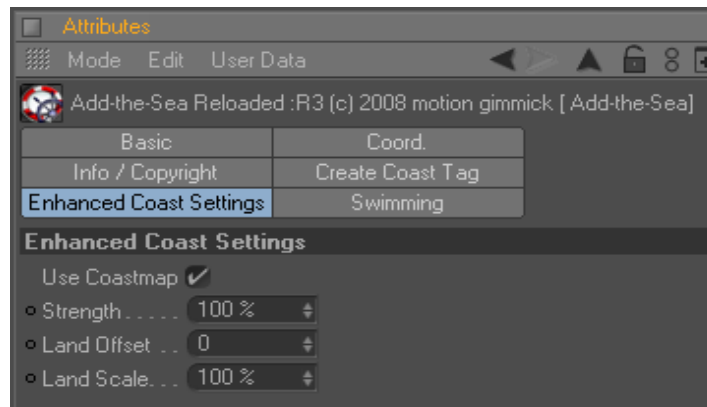 Attributes
Mode Edit User Data
Add-the-Sea Reloaded :R3 (c) 2008 motion gimmick [ Add-the-Sea]
Basic Coord.
Info / Copyright Create Coast Tag
Enhanced Coast Settings Swimming
Enhanced Coast Settings
Use Coastmap
Strength..... 100 %
Land Offset .. 0
Land Scale... 100 %